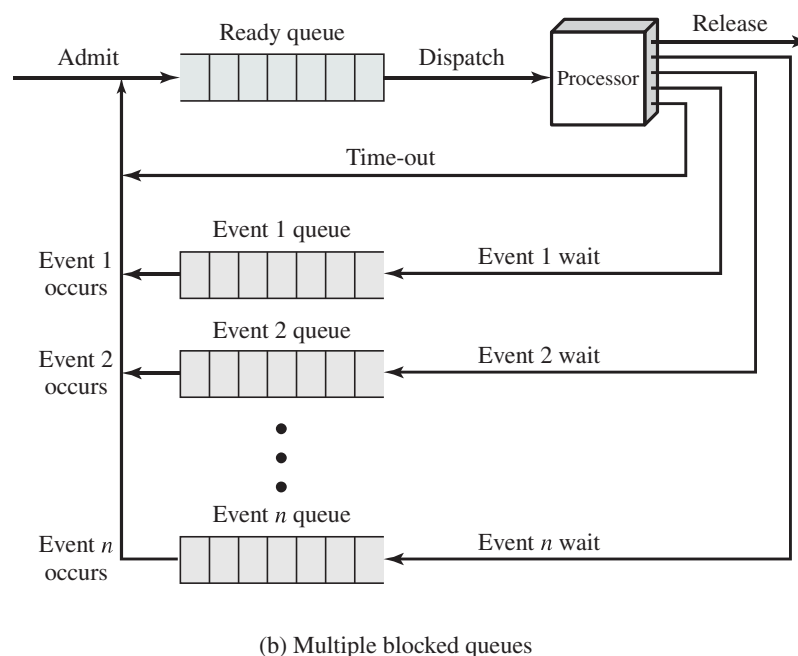 Release
Ready queue
Admit
Dispatch
Processor
Time-out
Event 1 queue
Event 1
occurs
Event 1 wait
Event 2 queue
Event 2
occurs
Event 2 wait
Event n queue
Event n
occurs
Event n wait
(b) Multiple blocked queues